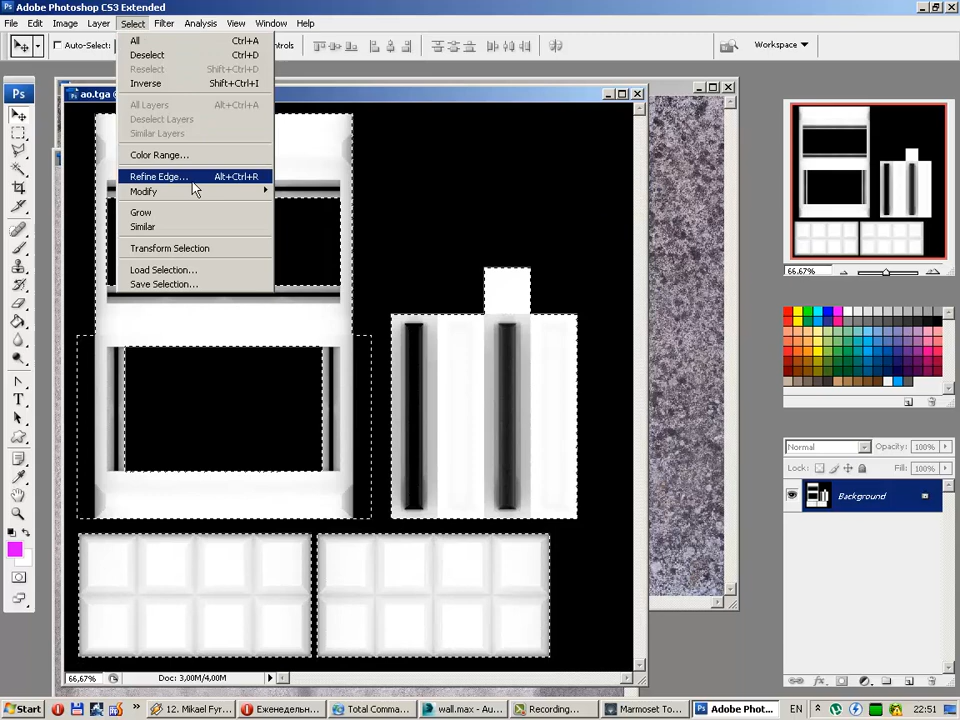 Ps Adobe Photoshop CS3 Extended
File Edit Image Layer Select Filter Analysis View Window Help
Auto-Select: ntrols Workspace
All Ctrl+A
Deselect Ctrl+D
Reselect Shift+Ctrl+D
Inverse Shift+Ctrl+I
All Layers Alt+Ctrl+A
Deselect Layers
Similar Layers
Color Range...
Refine Edge... Alt+Ctrl+R
Modify
Grow
Similar
Transform Selection
Load Selection...
Save Selection...
Ps
ao.tga @
66,67%
Normal Opacity: 100%
Lock: Fill: 100%
Background
66,67% Doc: 3,00M/4,00M
Start 12. Mikael Fyr... Еженедельн... Total Comma... wall.max - Au... Recording... Marmoset To... Adobe Phot... EN 22:51